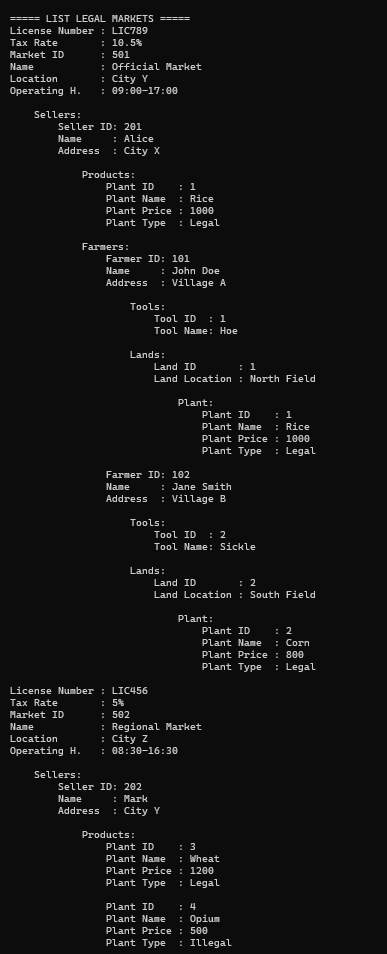 ===== LIST LEGAL MARKETS =====
License Number : LIC789
Tax Rate       : 10.5%
Market ID      : 501
Name           : Official Market
Location       : City Y
Operating H.   : 09:00-17:00

    Sellers:
        Seller ID: 201
        Name     : Alice
        Address  : City X

            Products:
                Plant ID    : 1
                Plant Name  : Rice
                Plant Price : 1000
                Plant Type  : Legal

            Farmers:
                Farmer ID: 101
                Name     : John Doe
                Address  : Village A

                    Tools:
                        Tool ID  : 1
                        Tool Name: Hoe

                    Lands:
                        Land ID       : 1
                        Land Location : North Field

                            Plant:
                                Plant ID    : 1
                                Plant Name  : Rice
                                Plant Price : 1000
                                Plant Type  : Legal

                Farmer ID: 102
                Name     : Jane Smith
                Address  : Village B

                    Tools:
                        Tool ID  : 2
                        Tool Name: Sickle

                    Lands:
                        Land ID       : 2
                        Land Location : South Field

                            Plant:
                                Plant ID    : 2
                                Plant Name  : Corn
                                Plant Price : 800
                                Plant Type  : Legal

License Number : LIC456
Tax Rate       : 5%
Market ID      : 502
Name           : Regional Market
Location       : City Z
Operating H.   : 08:30-16:30

    Sellers:
        Seller ID: 202
        Name     : Mark
        Address  : City Y

            Products:
                Plant ID    : 3
                Plant Name  : Wheat
                Plant Price : 1200
                Plant Type  : Legal

                Plant ID    : 4
                Plant Name  : Opium
                Plant Price : 500
                Plant Type  : Illegal